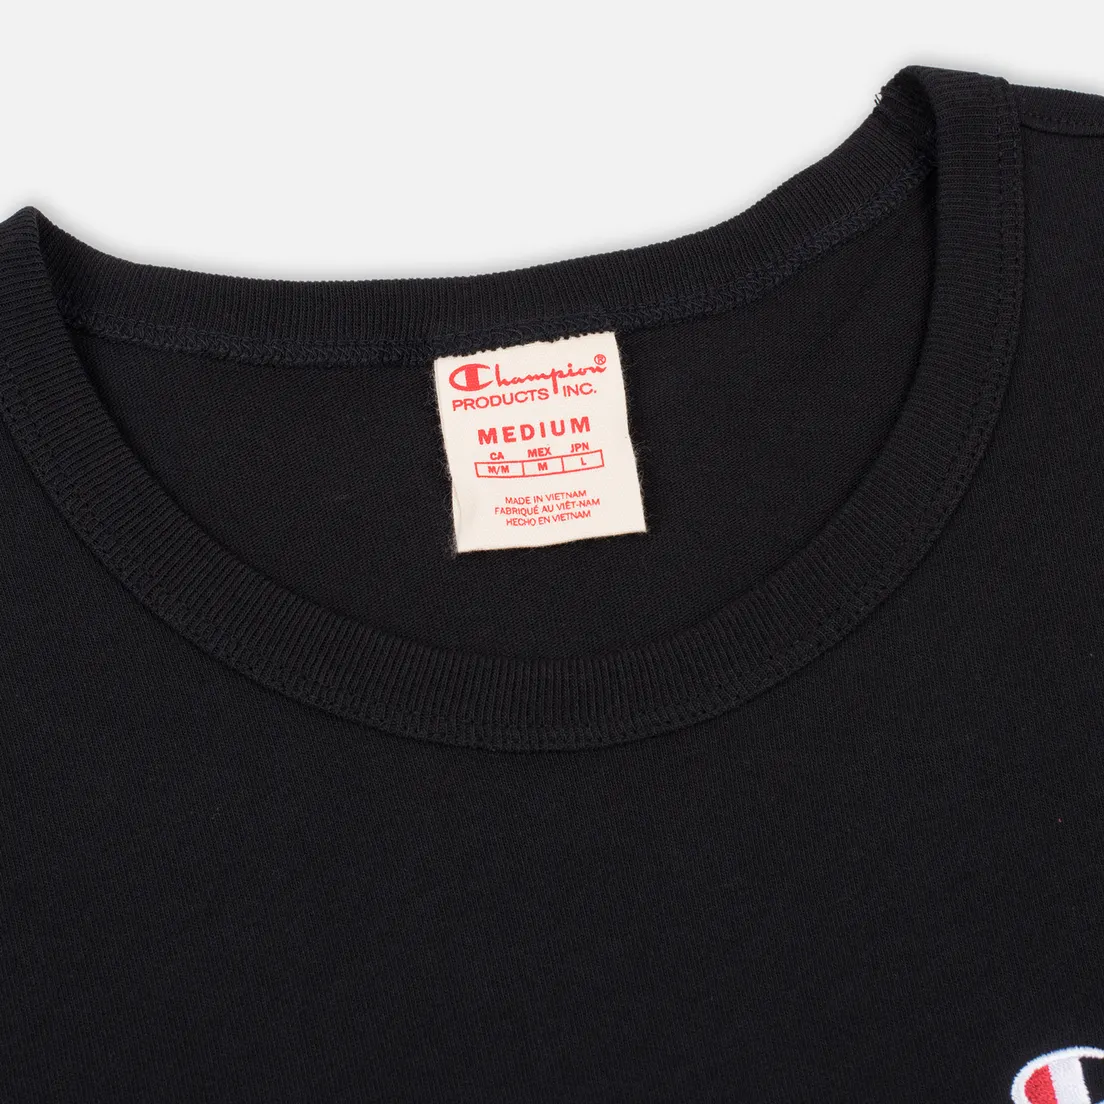 Champion®
PRODUCTS INC.
MEDIUM
CA MEX JPN
M/M M L
MADE IN VIETNAM
FABRIQUÉ AU VIÊT-NAM
HECHO EN VIETNAM